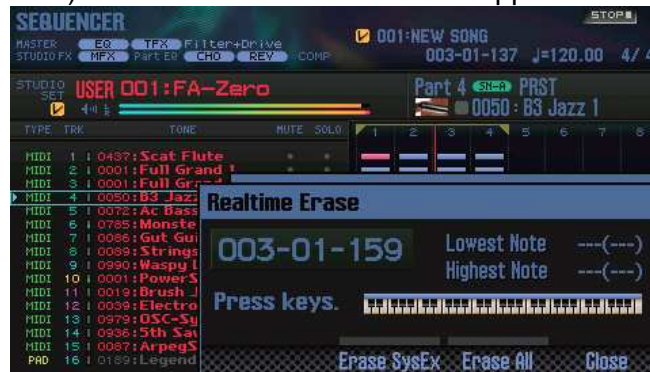 SEQUENCER
STOP
MASTER EQ TFX Filter+Drive
STUDIO FX MFX Part EQ CHO REV COMP
001:NEW SONG
003-01-137 ♩=120.00 4/4
STUDIO SET USER 001:FA-Zero
Part 4 SN-A PRST
0050: B3 Jazz 1
TYPE TRK TONE MUTE SOLO 1 2 3 4 5 6 7 8
MIDI 1 0437:Scat Flute
MIDI 2 0001:Full Grand 1
MIDI 3 0001:Full Grand
MIDI 4 0050:B3 Jazz
MIDI 5 0072:Ac Bass
MIDI 6 0785:Monste
MIDI 7 0086:Gut Gui
MIDI 8 0089:Strings
MIDI 9 0990:Waspy L
MIDI 10 0001:PowerS
MIDI 11 0019:Brush J
MIDI 12 0039:Electro
MIDI 13 0979:OSC-Sy
MIDI 14 0936:5th Saw
MIDI 15 0087:ArpegS
PAD 16 0189:Legend
Realtime Erase
003-01-159
Lowest Note ---(---)
Highest Note ---(---)
Press keys.
Erase SysEx Erase All Close